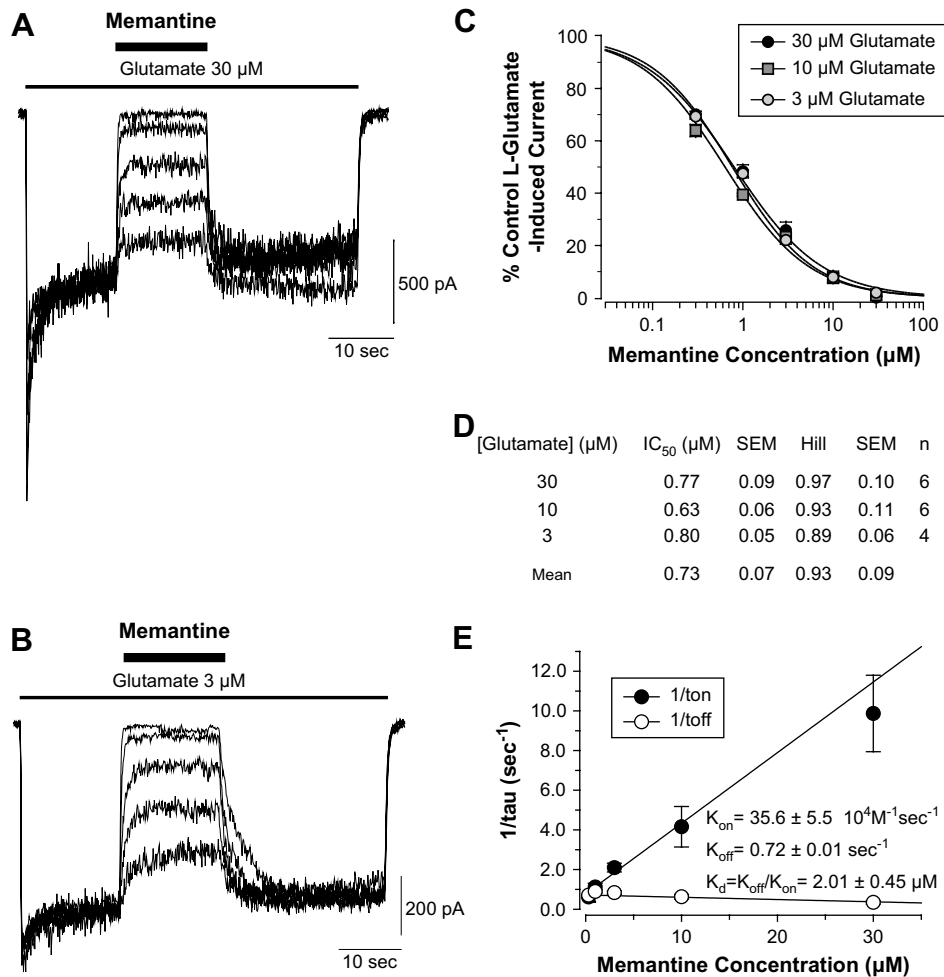 A
Memantine
Glutamate 30 µM
500 pA
10 sec
B
Memantine
Glutamate 3 µM
200 pA
10 sec
C
% Control L-Glutamate
-Induced Current
100
80
60
40
20
0
0.1 1 10 100
Memantine Concentration (µM)
30 µM Glutamate
10 µM Glutamate
3 µM Glutamate
D
[Glutamate] (µM) IC50 (µM) SEM Hill SEM n
30 0.77 0.09 0.97 0.10 6
10 0.63 0.06 0.93 0.11 6
3 0.80 0.05 0.89 0.06 4
Mean 0.73 0.07 0.93 0.09
E
1/tau (sec-1)
12.0
10.0
8.0
6.0
4.0
2.0
0.0
0 10 20 30
Memantine Concentration (µM)
1/ton
1/toff
Kon= 35.6 ± 5.5 10⁴M-1sec-1
Koff= 0.72 ± 0.01 sec-1
Kd=Koff/Kon= 2.01 ± 0.45 µM